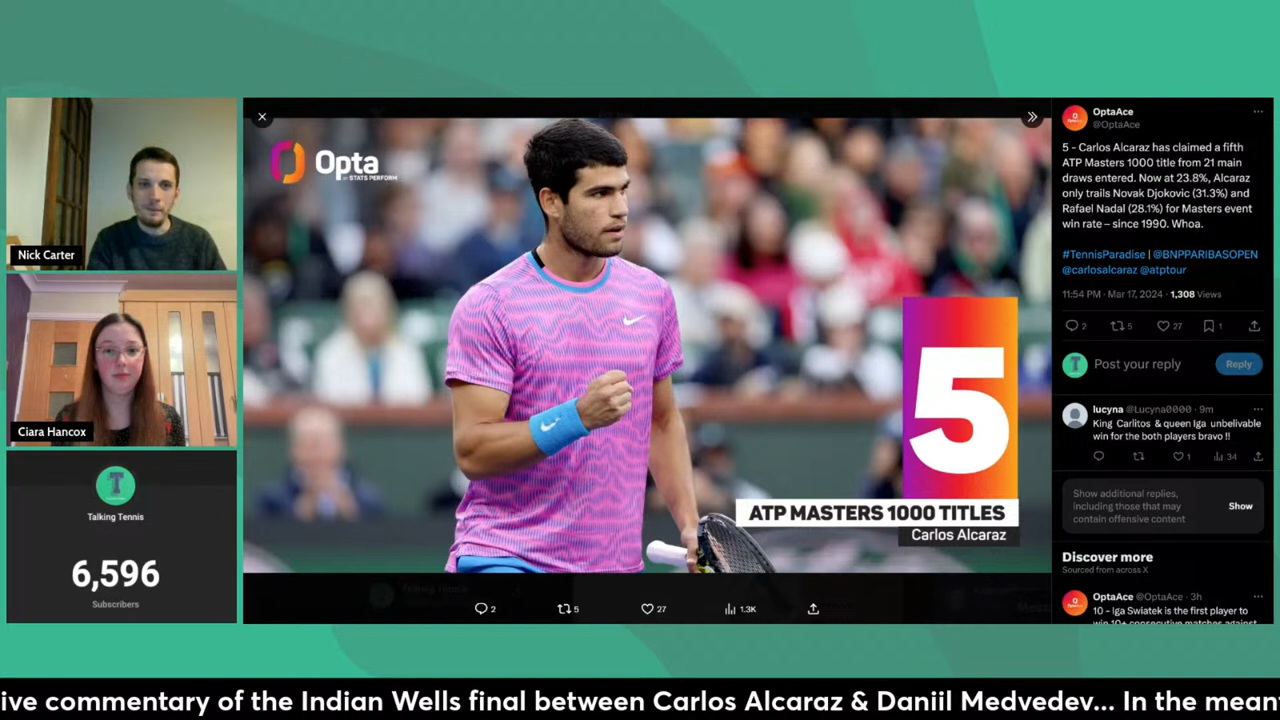 Nick Carter
Ciara Hancox
Talking Tennis
6,596
Subscribers
Opta
BY STATS PERFORM
5
ATP MASTERS 1000 TITLES
Carlos Alcaraz
2
5
27
1.3K
OptaAce
@OptaAce
5 - Carlos Alcaraz has claimed a fifth
ATP Masters 1000 title from 21 main
draws entered. Now at 23.8%, Alcaraz
only trails Novak Djokovic (31.3%) and
Rafael Nadal (28.1%) for Masters event
win rate – since 1990. Whoa.
#TennisParadise | @BNPPARIBASOPEN
@carlosalcaraz @atptour
11:54 PM · Mar 17, 2024 · 1,308 Views
2 5 27 1
Post your reply
Reply
lucyna @Lucyna0000 · 9m
King Carlitos & queen Iga unbelivable
win for the both players bravo !!
1 34
Show additional replies,
including those that may
contain offensive content
Show
Discover more
Sourced from across X
OptaAce @OptaAce · 3h
10 - Iga Swiatek is the first player to
win 10+ consecutive matches against
ive commentary of the Indian Wells final between Carlos Alcaraz & Daniil Medvedev... In the mean